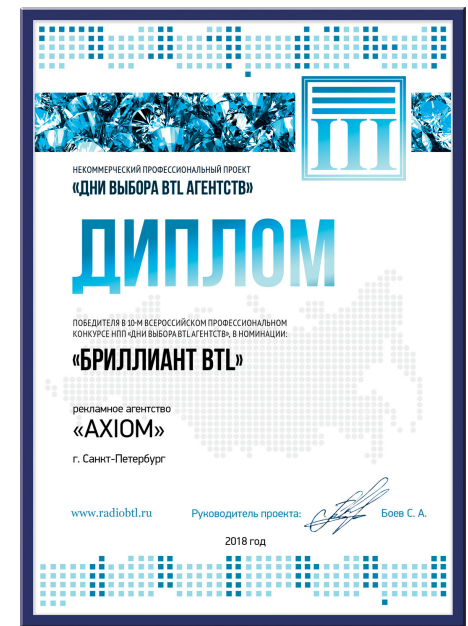 III
НЕКОММЕРЧЕСКИЙ ПРОФЕССИОНАЛЬНЫЙ ПРОЕКТ
«ДНИ ВЫБОРА BTL АГЕНТСТВ»
ДИПЛОМ
ПОБЕДИТЕЛЯ В 10-М ВСЕРОССИЙСКОМ ПРОФЕССИОНАЛЬНОМ
КОНКУРСЕ НПП «ДНИ ВЫБОРА BTL АГЕНТСТВ», В НОМИНАЦИИ:
«БРИЛЛИАНТ BTL»
рекламное агентство
«AXIOM»
г. Санкт-Петербург
www.radiobtl.ru Руководитель проекта: Боев С. А.
2018 год